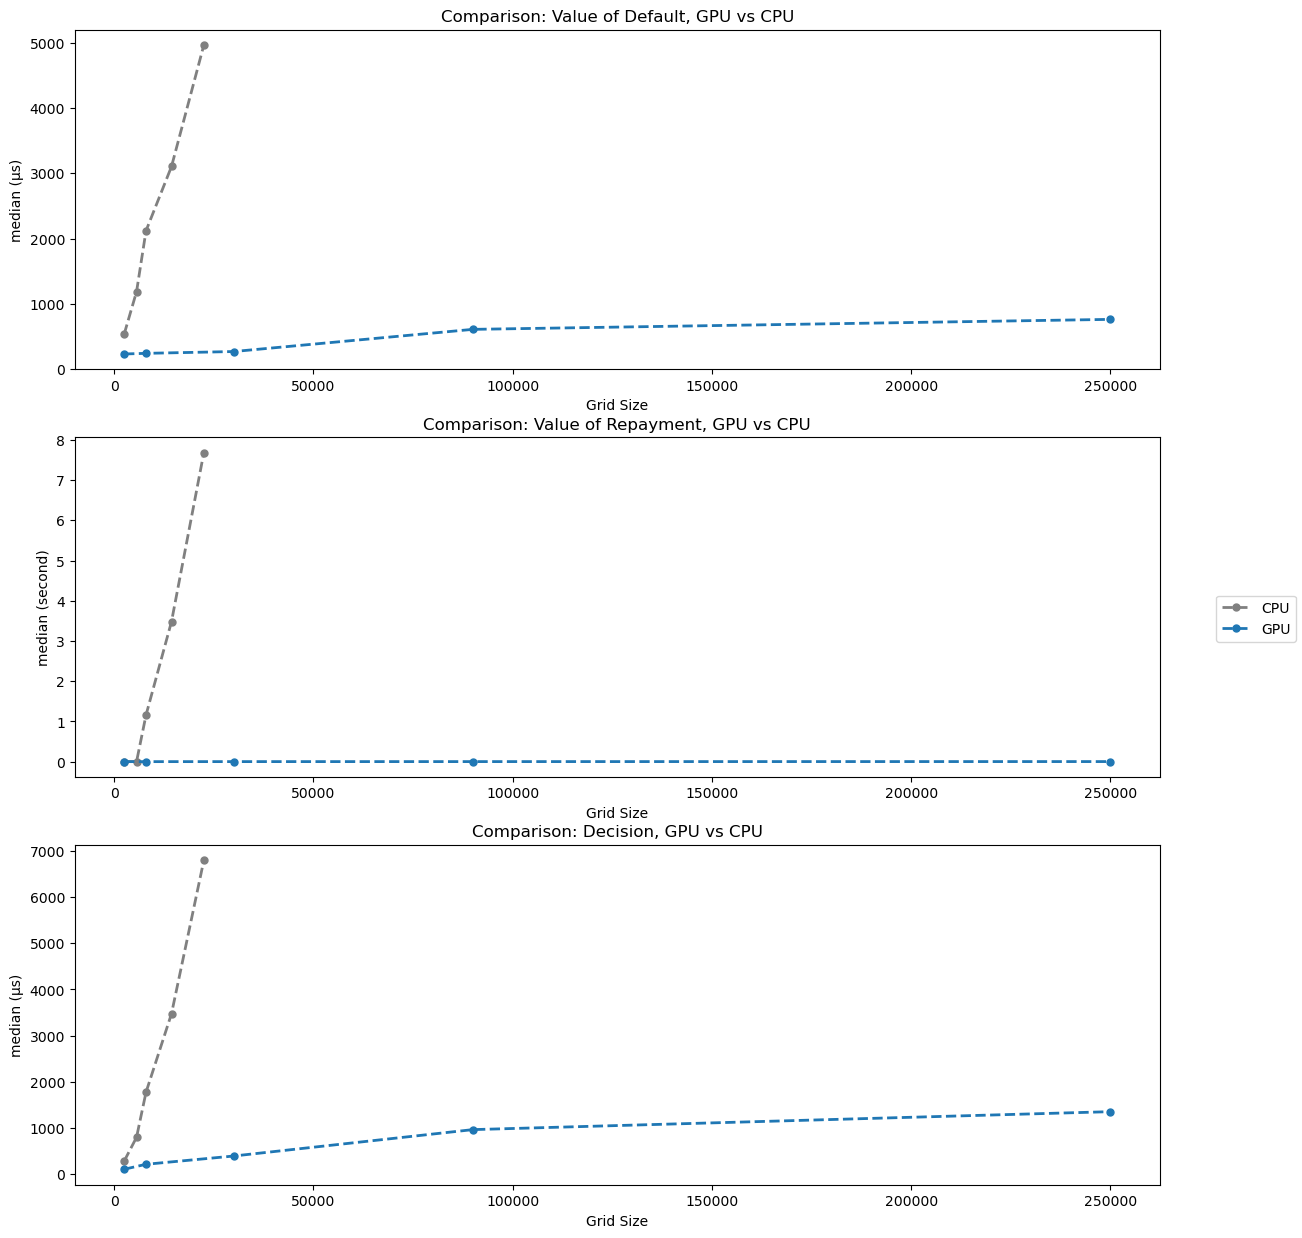 Comparison: Value of Default, GPU vs CPU
5000
4000
3000
2000
1000
0
median (μs)
0 50000 100000 150000 200000 250000
Grid Size
Comparison: Value of Repayment, GPU vs CPU
8
7
6
5
4
3
2
1
0
median (second)
0 50000 100000 150000 200000 250000
Grid Size
CPU
GPU
Comparison: Decision, GPU vs CPU
7000
6000
5000
4000
3000
2000
1000
0
median (μs)
0 50000 100000 150000 200000 250000
Grid Size